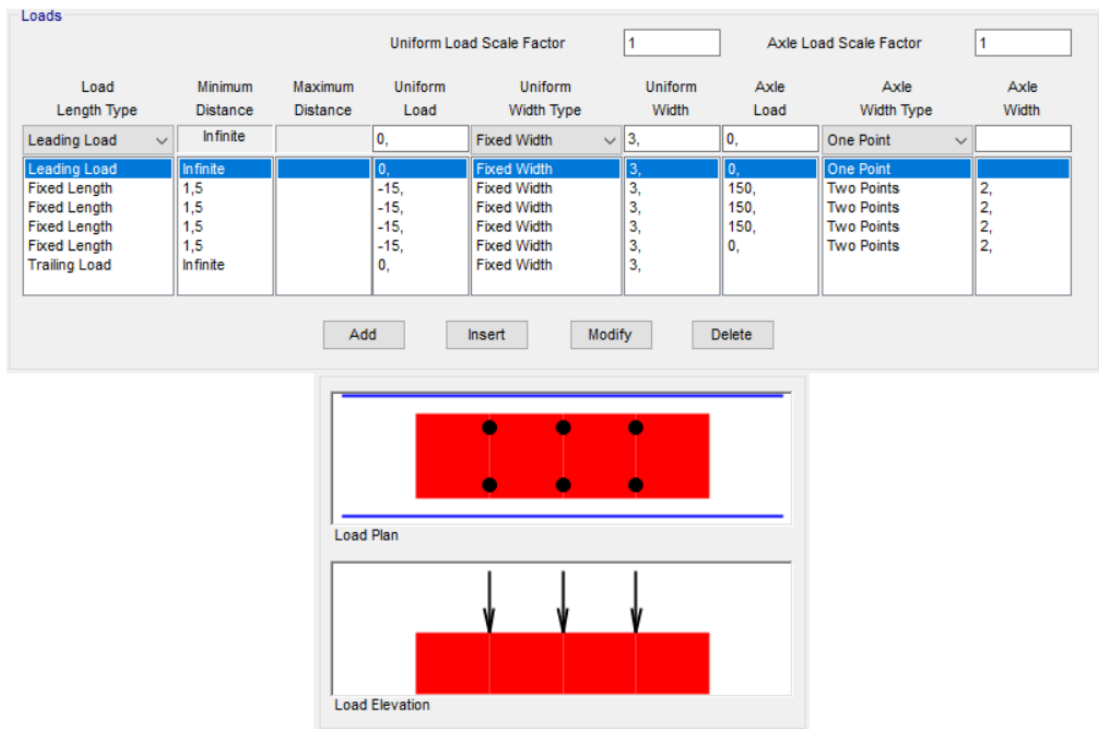 Loads
Uniform Load Scale Factor 1 Axle Load Scale Factor 1
Load Minimum Maximum Uniform Uniform Uniform Axle Axle Axle
Length Type Distance Distance Load Width Type Width Load Width Type Width
Leading Load Infinite 0, Fixed Width 3, 0, One Point
Leading Load Infinite 0, Fixed Width 3, 0, One Point
Fixed Length 1,5 -15, Fixed Width 3, 150, Two Points 2,
Fixed Length 1,5 -15, Fixed Width 3, 150, Two Points 2,
Fixed Length 1,5 -15, Fixed Width 3, 150, Two Points 2,
Fixed Length 1,5 -15, Fixed Width 3, 0, Two Points 2,
Trailing Load Infinite 0, Fixed Width 3,
Add Insert Modify Delete
Load Plan
Load Elevation